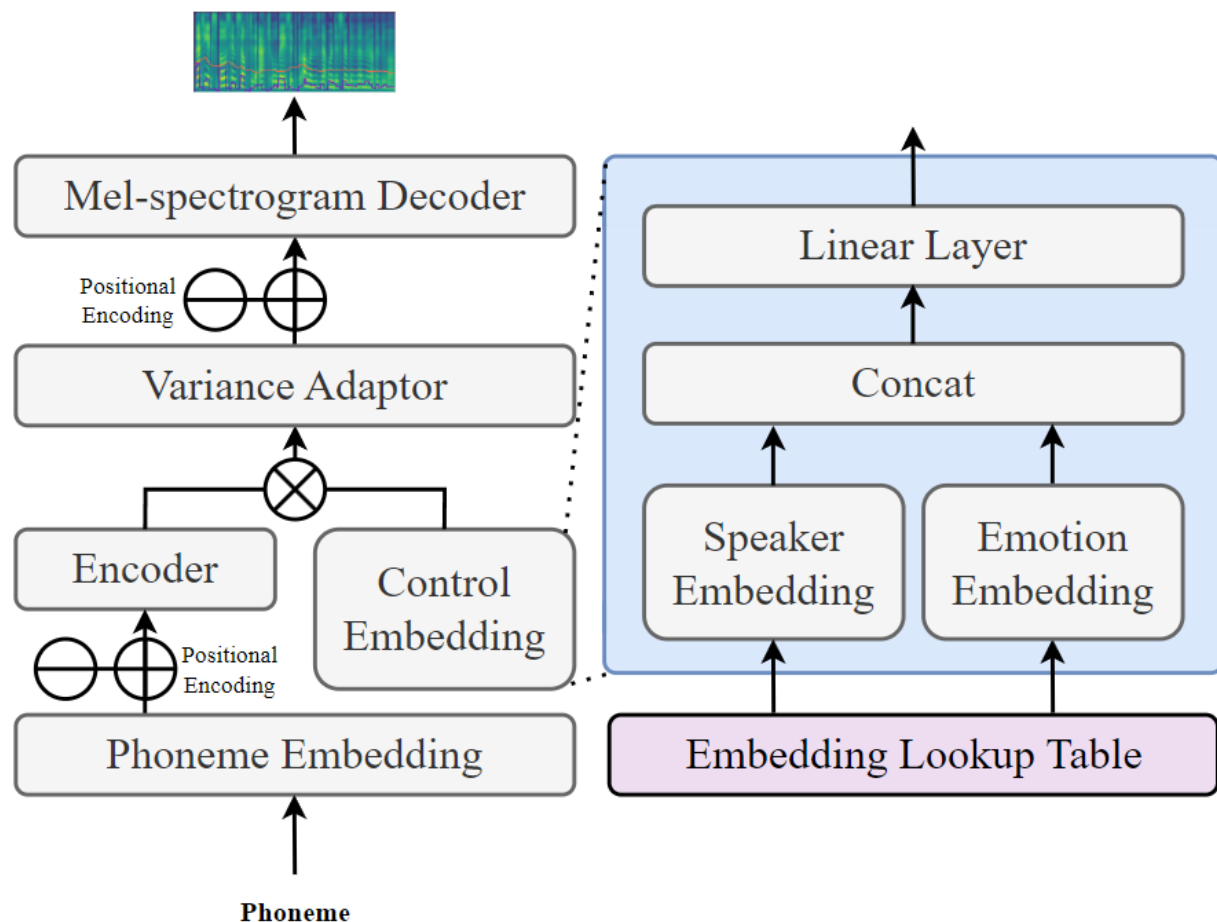 Mel-spectrogram Decoder
Positional
Encoding
Variance Adaptor
Encoder
Control
Embedding
Positional
Encoding
Phoneme Embedding
Phoneme
Linear Layer
Concat
Speaker
Embedding
Emotion
Embedding
Embedding Lookup Table